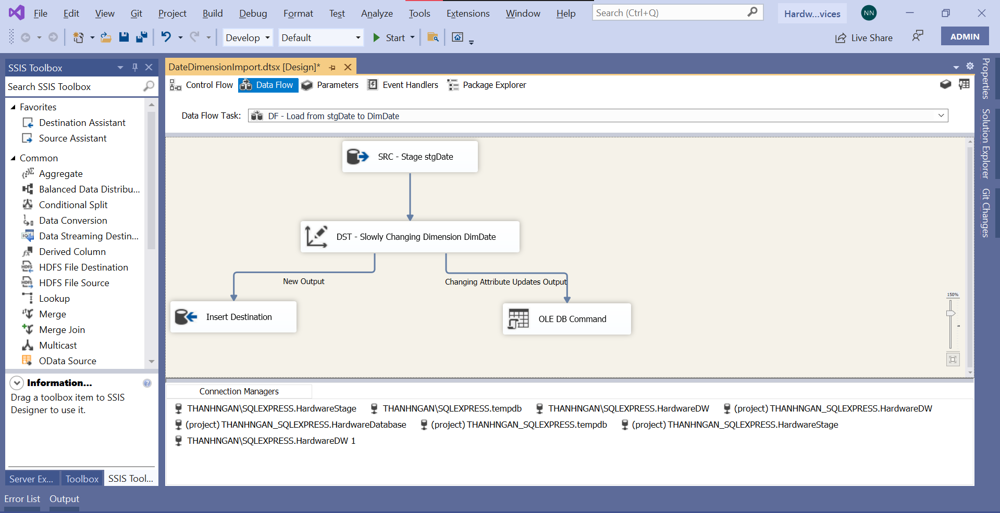 File Edit View Git Project Build Debug Format Test Analyze Tools Extensions Window Help Search (Ctrl+Q) Hardw...vices NN
Develop Default Start Live Share ADMIN
SSIS Toolbox
Search SSIS Toolbox
Favorites
Destination Assistant
Source Assistant
Common
Aggregate
Balanced Data Distribu...
Conditional Split
Data Conversion
Data Streaming Destin...
Derived Column
HDFS File Destination
HDFS File Source
Lookup
Merge
Merge Join
Multicast
OData Source
Information...
Drag a toolbox item to SSIS
Designer to use it.
Server Ex... Toolbox SSIS Tool...
Error List Output
DateDimensionImport.dtsx [Design]*
Control Flow Data Flow Parameters Event Handlers Package Explorer
Data Flow Task: DF - Load from stgDate to DimDate
SRC - Stage stgDate
DST - Slowly Changing Dimension DimDate
New Output
Changing Attribute Updates Output
Insert Destination
OLE DB Command
150%
Connection Managers
THANHNGAN\SQLEXPRESS.HardwareStage THANHNGAN\SQLEXPRESS.tempdb THANHNGAN\SQLEXPRESS.HardwareDW (project) THANHNGAN_SQLEXPRESS.HardwareDW
(project) THANHNGAN_SQLEXPRESS.HardwareDatabase (project) THANHNGAN_SQLEXPRESS.tempdb (project) THANHNGAN_SQLEXPRESS.HardwareStage
THANHNGAN\SQLEXPRESS.HardwareDW 1
Properties
Solution Explorer
Git Changes